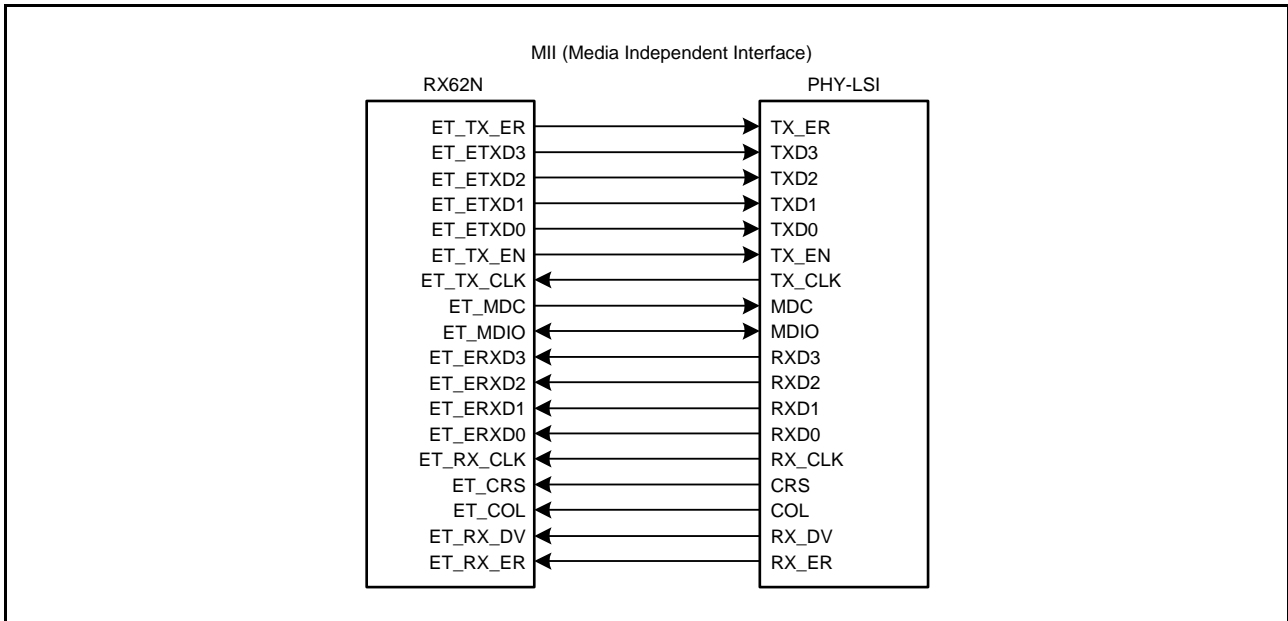 MII (Media Independent Interface)
RX62N PHY-LSI
ET_TX_ER TX_ER
ET_ETXD3 TXD3
ET_ETXD2 TXD2
ET_ETXD1 TXD1
ET_ETXD0 TXD0
ET_TX_EN TX_EN
ET_TX_CLK TX_CLK
ET_MDC MDC
ET_MDIO MDIO
ET_ERXD3 RXD3
ET_ERXD2 RXD2
ET_ERXD1 RXD1
ET_ERXD0 RXD0
ET_RX_CLK RX_CLK
ET_CRS CRS
ET_COL COL
ET_RX_DV RX_DV
ET_RX_ER RX_ER